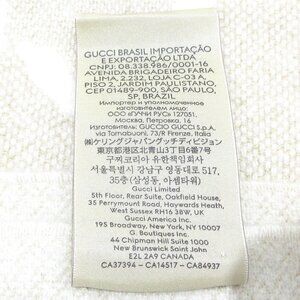 GUCCI BRASIL IMPORTAÇÃO
E EXPORTAÇÃO LTDA
CNPJ: 08.338.986/0001-16
AVENIDA BRIGADEIRO FARIA
LIMA, 2.232, LOJA C-03 A,
PISO 2, JARDIM PAULISTANO,
CEP 01489-900, SÃO PAULO,
SP, BRAZIL
Импортер и уполномоченное
изготовителем лицо:
ООО «ГУЧЧИ РУС» 127051,
Москва, Петровка, 16
Изготовитель: GUCCIO GUCCI S.p.A.
via Tornabuoni, 73/R Firenze, Italia
㈱ケリングジャパングッチディビジョン
東京都港区北青山3丁目6番1号
구찌코리아 유한책임회사
서울특별시 강남구 영동대로 517,
35층(삼성동, 아셈타워)
Gucci Limited
5th Floor, Rear Suite, Oakfield House,
35 Perrymount Road, Haywards Heath,
West Sussex RH16 3BW, UK
Gucci America Inc.
195 Broadway, New York, NY 10007
G. Boutiques Inc.
44 Chipman Hill Suite 1000
New Brunswick Saint John
E2L 2A9 CANADA
CA37394 – CA14517 – CA84937